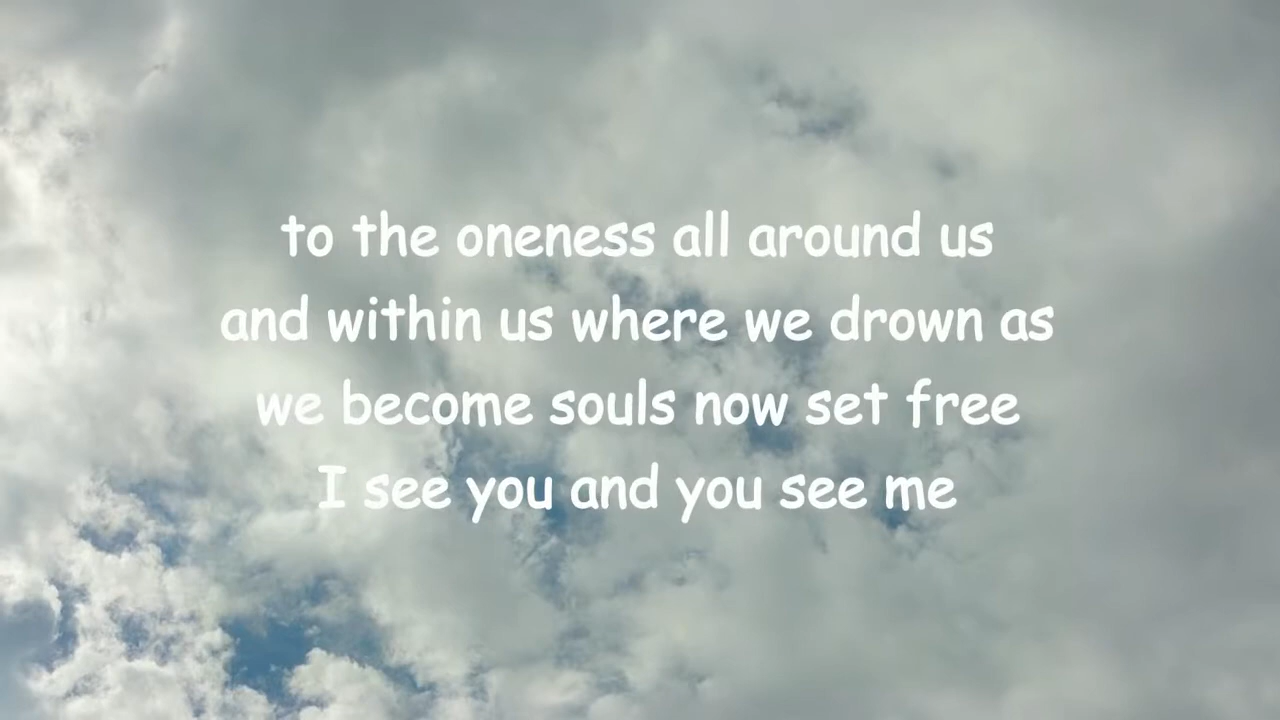 to the oneness all around us
and within us where we drown as
we become souls now set free
I see you and you see me